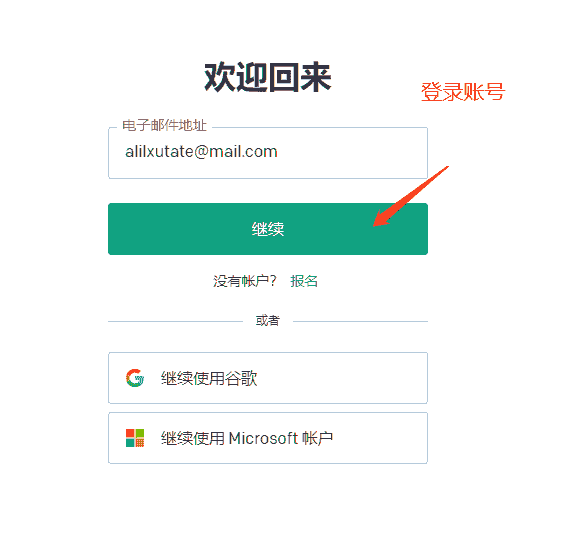 欢迎回来
登录账号
电子邮件地址
alilxutate@mail.com
继续
没有帐户? 报名
或者
继续使用谷歌
继续使用 Microsoft 帐户